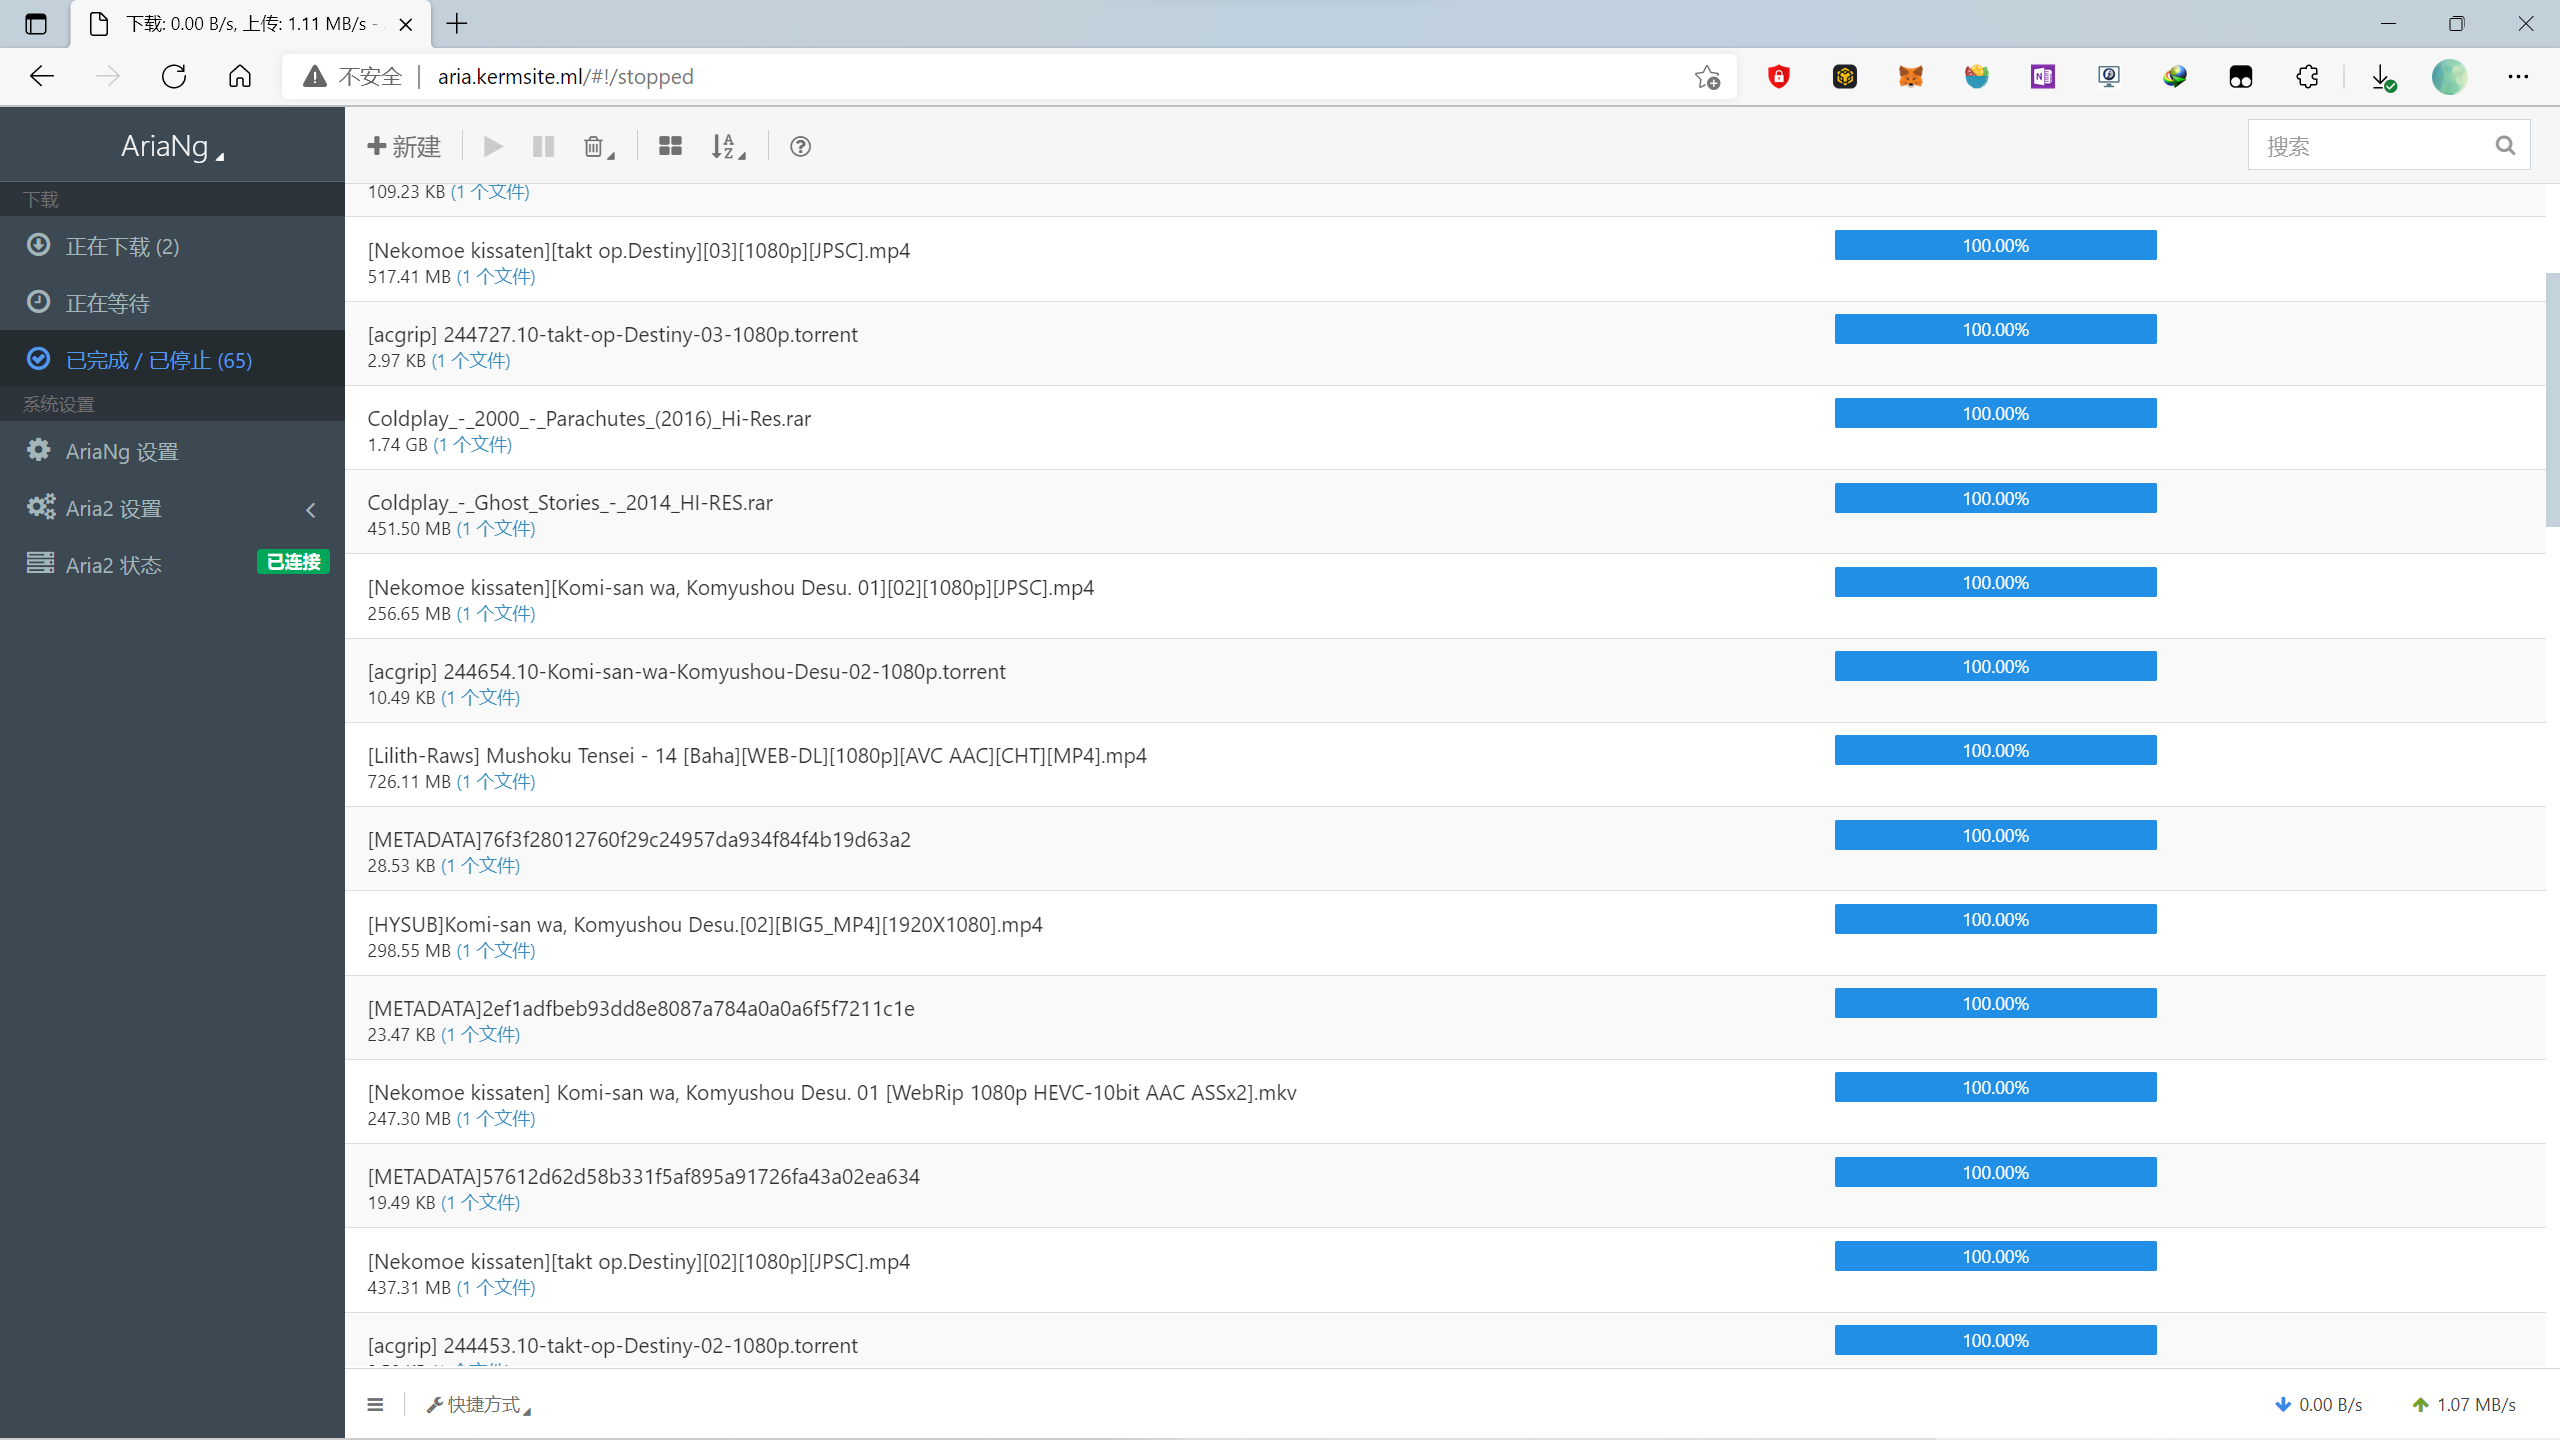 下载: 0.00 B/s, 上传: 1.11 MB/s -
不安全
aria.kermsite.ml/#!/stopped
AriaNg
新建
搜索
下载
正在下载 (2)
正在等待
已完成 / 已停止 (65)
系统设置
AriaNg 设置
Aria2 设置
Aria2 状态
已连接
109.23 KB (1 个文件)
[Nekomoe kissaten][takt op.Destiny][03][1080p][JPSC].mp4
517.41 MB (1 个文件)
100.00%
[acgrip] 244727.10-takt-op-Destiny-03-1080p.torrent
2.97 KB (1 个文件)
100.00%
Coldplay_-_2000_-_Parachutes_(2016)_Hi-Res.rar
1.74 GB (1 个文件)
100.00%
Coldplay_-_Ghost_Stories_-_2014_HI-RES.rar
451.50 MB (1 个文件)
100.00%
[Nekomoe kissaten][Komi-san wa, Komyushou Desu. 01][02][1080p][JPSC].mp4
256.65 MB (1 个文件)
100.00%
[acgrip] 244654.10-Komi-san-wa-Komyushou-Desu-02-1080p.torrent
10.49 KB (1 个文件)
100.00%
[Lilith-Raws] Mushoku Tensei - 14 [Baha][WEB-DL][1080p][AVC AAC][CHT][MP4].mp4
726.11 MB (1 个文件)
100.00%
[METADATA]76f3f28012760f29c24957da934f84f4b19d63a2
28.53 KB (1 个文件)
100.00%
[HYSUB]Komi-san wa, Komyushou Desu.[02][BIG5_MP4][1920X1080].mp4
298.55 MB (1 个文件)
100.00%
[METADATA]2ef1adfbeb93dd8e8087a784a0a0a6f5f7211c1e
23.47 KB (1 个文件)
100.00%
[Nekomoe kissaten] Komi-san wa, Komyushou Desu. 01 [WebRip 1080p HEVC-10bit AAC ASSx2].mkv
247.30 MB (1 个文件)
100.00%
[METADATA]57612d62d58b331f5af895a91726fa43a02ea634
19.49 KB (1 个文件)
100.00%
[Nekomoe kissaten][takt op.Destiny][02][1080p][JPSC].mp4
437.31 MB (1 个文件)
100.00%
[acgrip] 244453.10-takt-op-Destiny-02-1080p.torrent
100.00%
快捷方式
0.00 B/s
1.07 MB/s